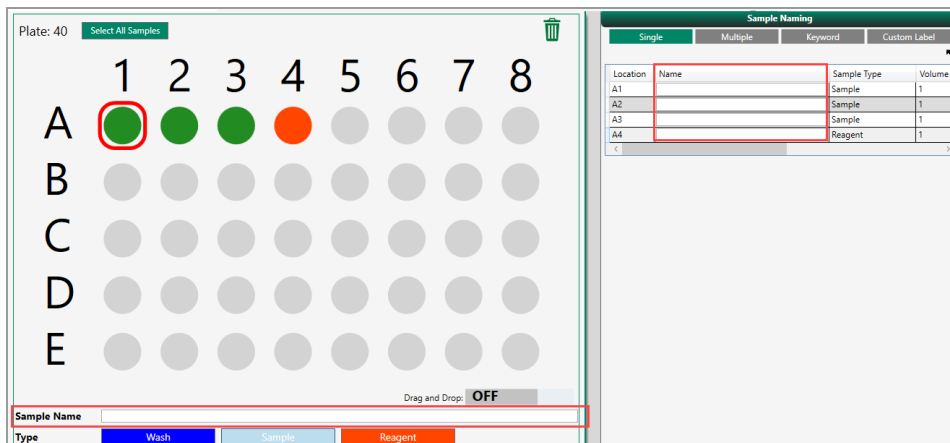 Plate: 40 Select All Samples
1 2 3 4 5 6 7 8
A
B
C
D
E
Drag and Drop: OFF
Sample Name
Type Wash Sample Reagent
Sample Naming
Single Multiple Keyword Custom Label
Location Name Sample Type Volume
A1 Sample 1
A2 Sample 1
A3 Sample 1
A4 Reagent 1